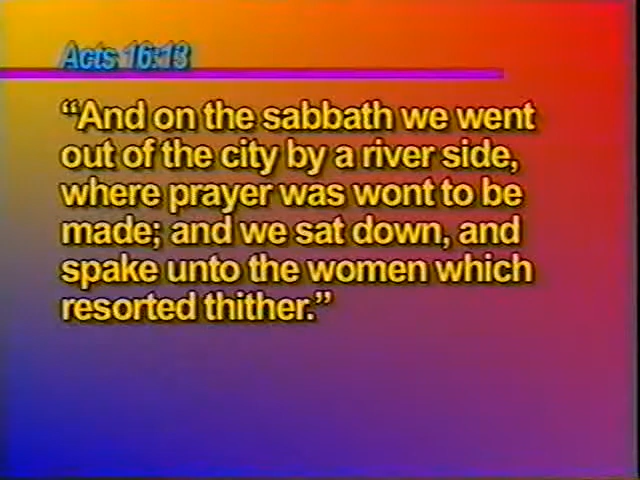 Acts 16:13
“And on the sabbath we went
out of the city by a river side,
where prayer was wont to be
made; and we sat down, and
spake unto the women which
resorted thither.”